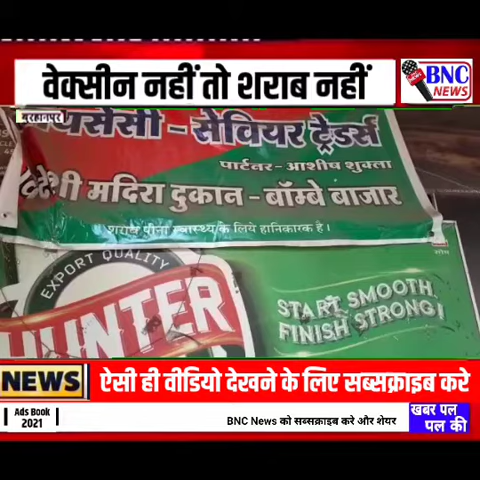 वेक्सीन नहीं तो शराब नहीं
BNC
NEWS
सेवियर ट्रेडर्स
पार्टनर - आशीष शुक्ला
मदिरा दुकान - बॉम्बे बाजार
शराब पीना स्वास्थ्य के लिये हानिकारक है।
EXPORT QUALITY
HUNTER
START SMOOTH
FINISH STRONG!
NEWS
ऐसी ही वीडियो देखने के लिए सब्सक्राइब करे
Ads Book
2021
BNC News को सब्सक्राइब करे और शेयर
खबर पल
पल की